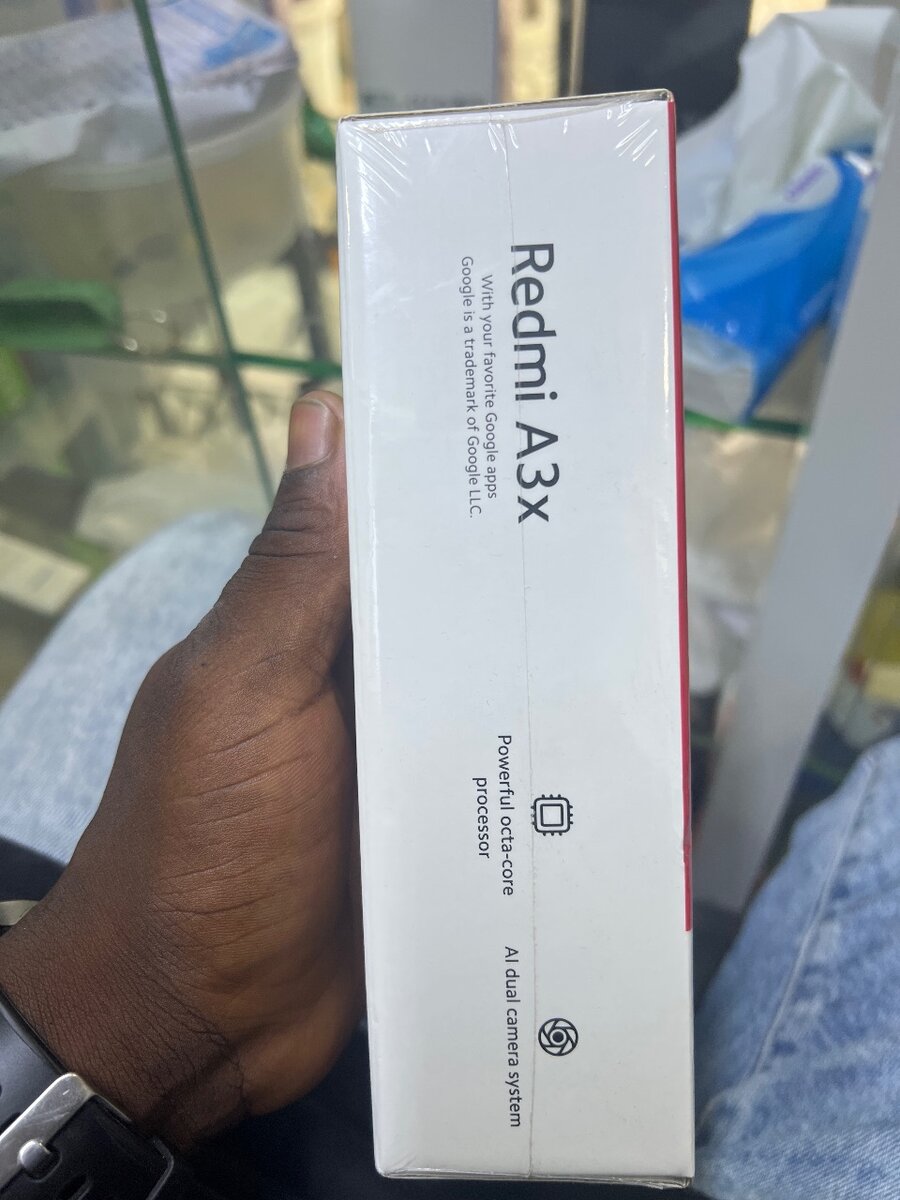 Redmi A3x
With your favorite Google apps
Google is a trademark of Google LLC.
Powerful octa-core
processor
AI dual camera system